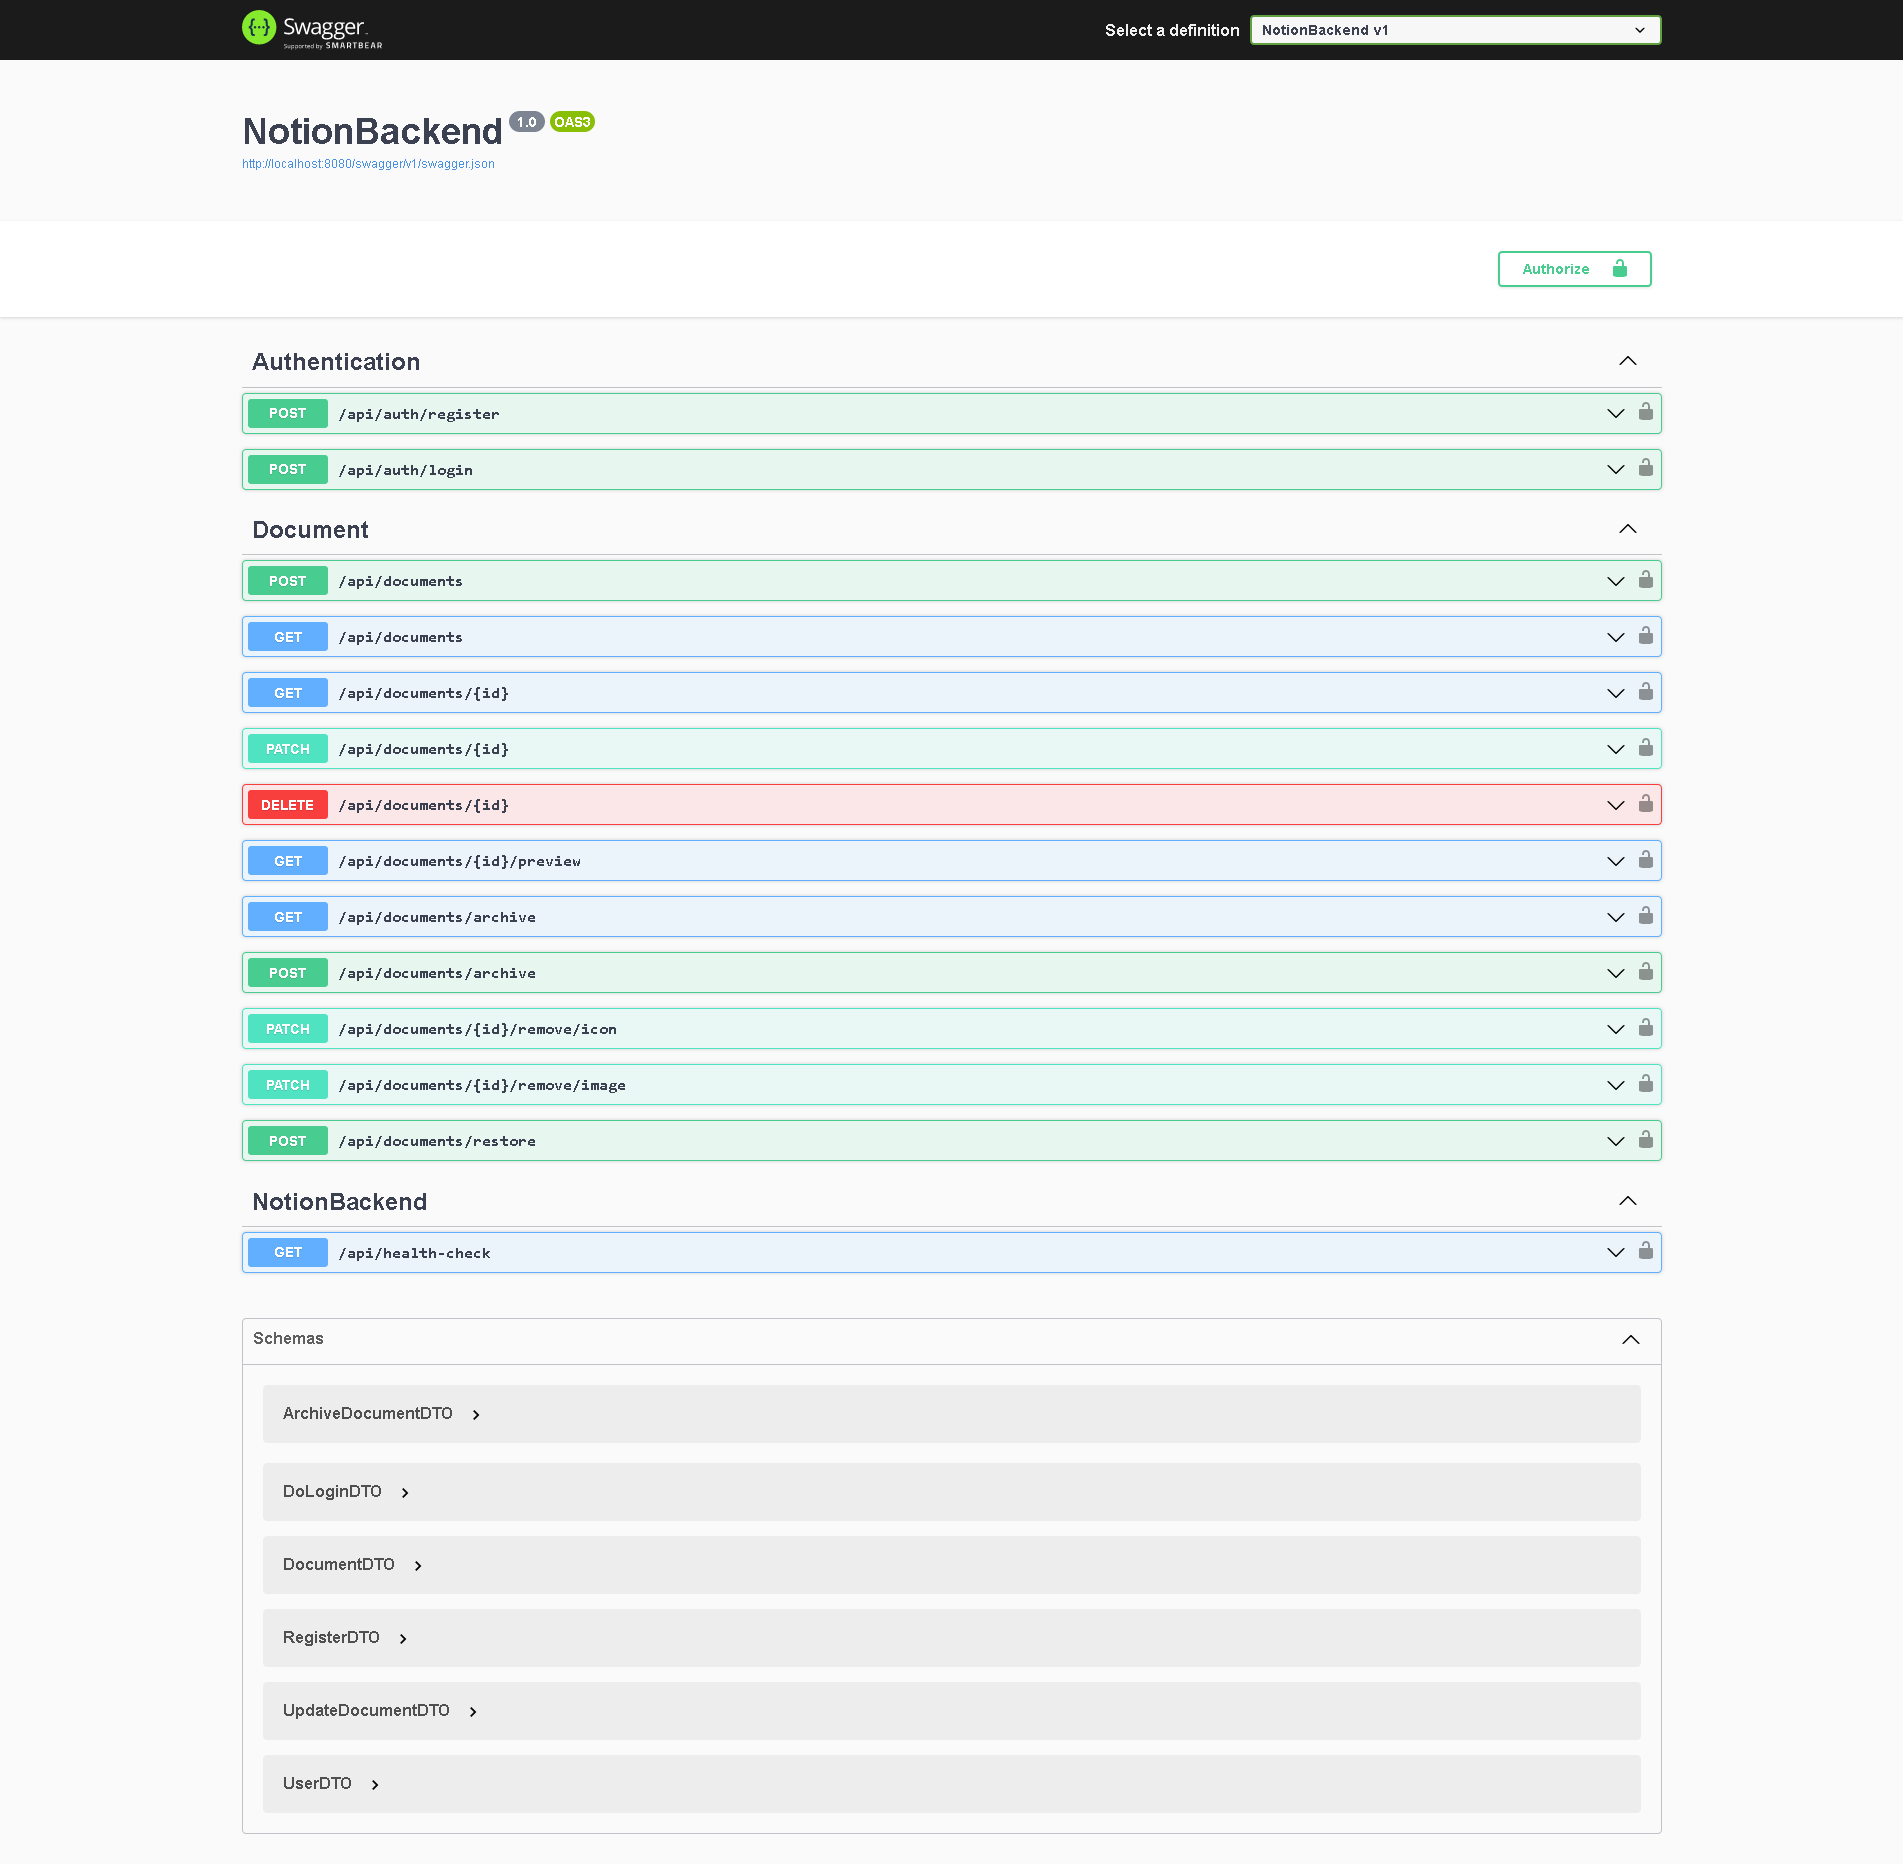 Swagger
Supported by SMARTBEAR
Select a definition
NotionBackend v1
NotionBackend 1.0 OAS3
http://localhost:8080/swagger/v1/swagger.json
Authorize
Authentication
POST /api/auth/register
POST /api/auth/login
Document
POST /api/documents
GET /api/documents
GET /api/documents/{id}
PATCH /api/documents/{id}
DELETE /api/documents/{id}
GET /api/documents/{id}/preview
GET /api/documents/archive
POST /api/documents/archive
PATCH /api/documents/{id}/remove/icon
PATCH /api/documents/{id}/remove/image
POST /api/documents/restore
NotionBackend
GET /api/health-check
Schemas
ArchiveDocumentDTO
DoLoginDTO
DocumentDTO
RegisterDTO
UpdateDocumentDTO
UserDTO